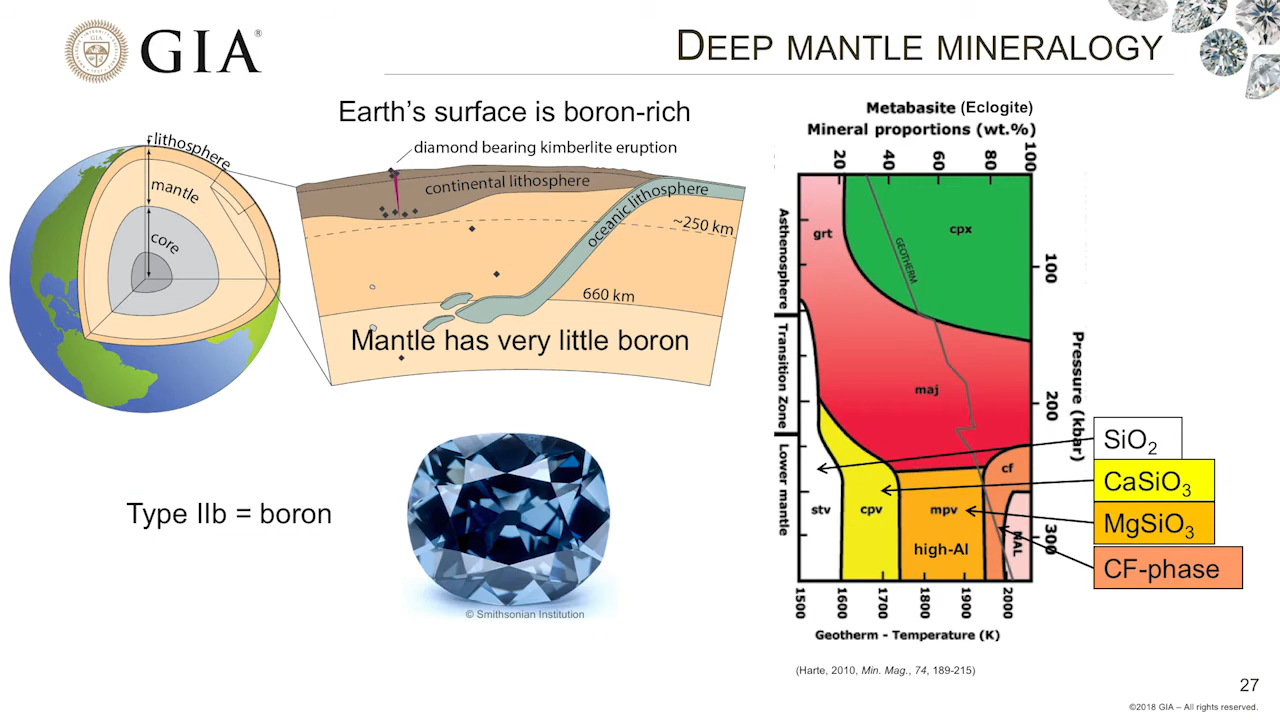 GIA®
DEEP MANTLE MINERALOGY
Earth's surface is boron-rich
lithosphere
mantle
core
diamond bearing kimberlite eruption
continental lithosphere
oceanic lithosphere
~250 km
660 km
Mantle has very little boron
Type IIb = boron
© Smithsonian Institution
Metabasite (Eclogite)
Mineral proportions (wt.%)
20 40 60 80 100
Asthenosphere
Transition Zone
Lower mantle
grt
cpx
GEOTHERM
maj
cf
stv
cpv
mpv
high-Al
NAL
100
200
300
Pressure (kbar)
SiO₂
CaSiO₃
MgSiO₃
CF-phase
1500 1600 1700 1800 1900 2000
Geotherm - Temperature (K)
(Harte, 2010, Min. Mag., 74, 189-215)
27
©2018 GIA – All rights reserved.